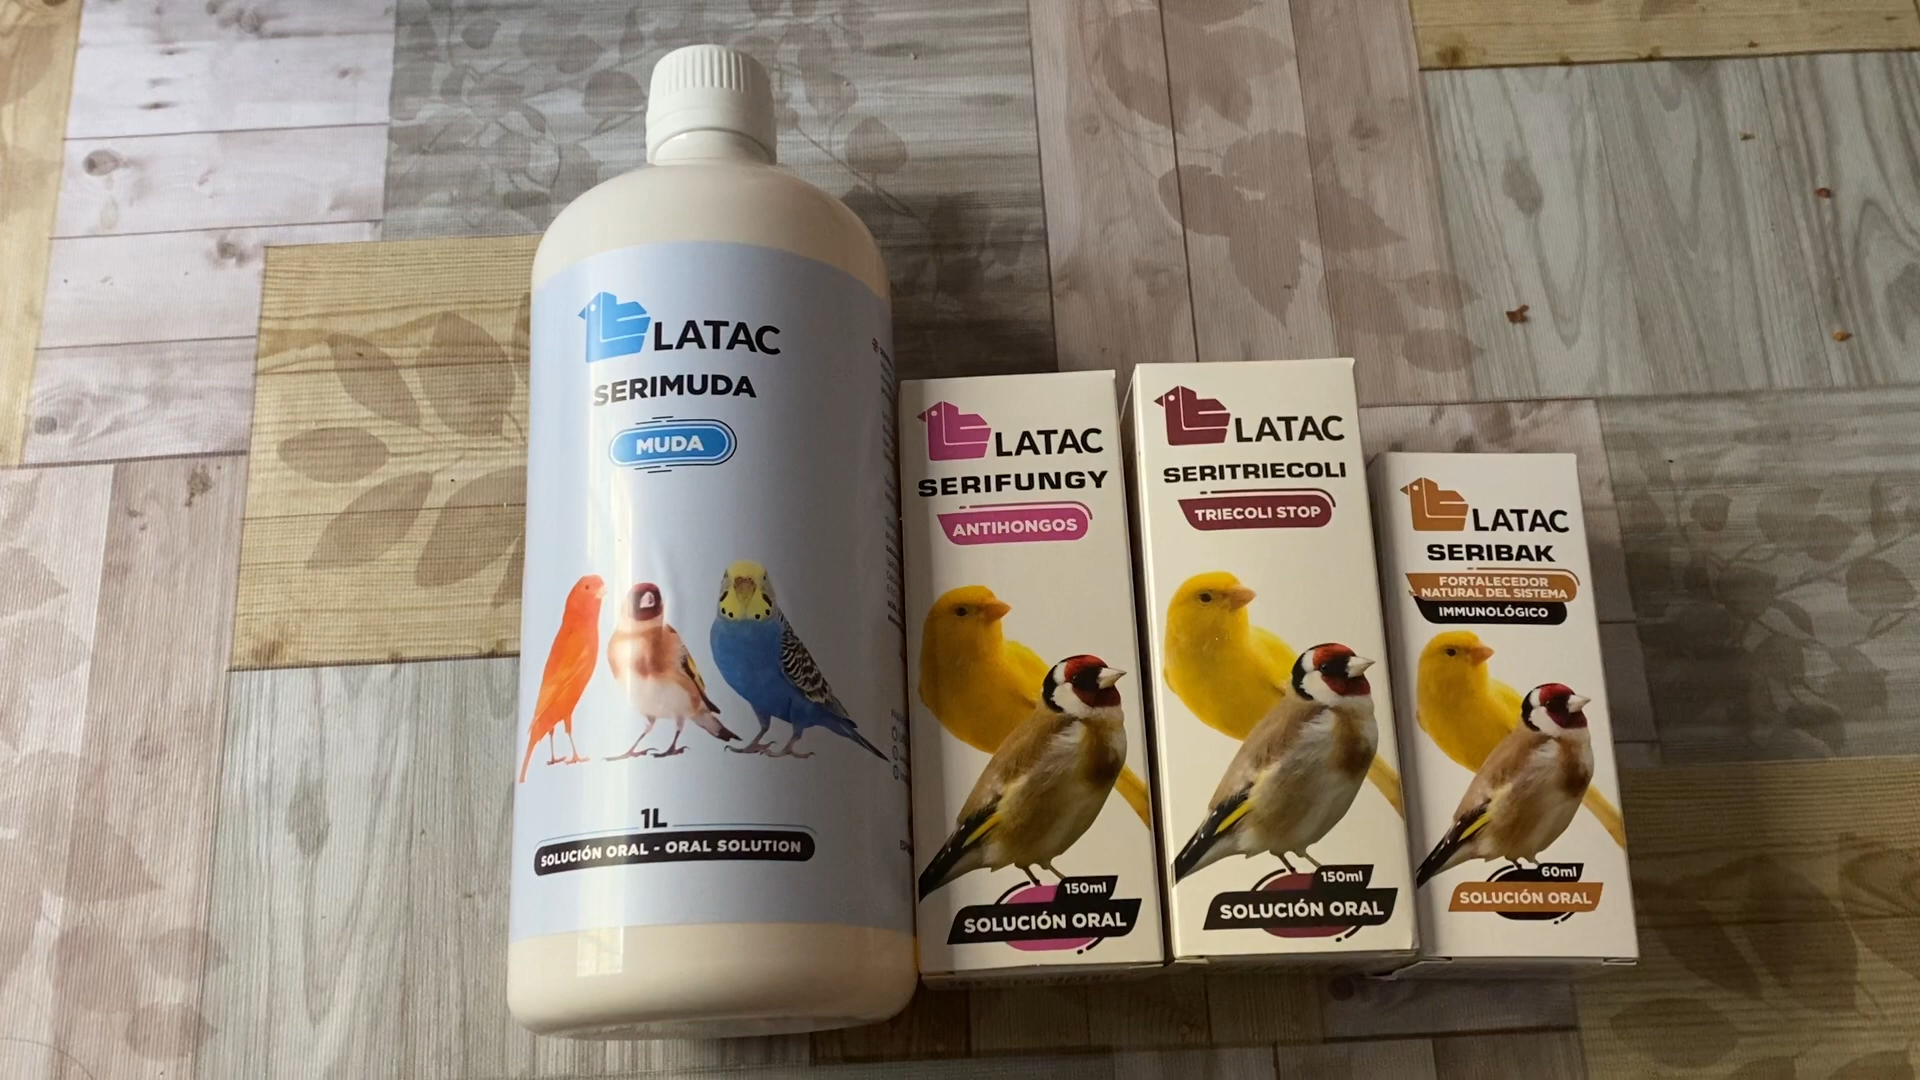 LATAC
SERIMUDA
MUDA
1L
SOLUCIÓN ORAL - ORAL SOLUTION
LATAC
SERIFUNGY
ANTIHONGOS
150ml
SOLUCIÓN ORAL
LATAC
SERITRIECOLI
TRIECOLI STOP
150ml
SOLUCIÓN ORAL
LATAC
SERIBAK
FORTALECEDOR
NATURAL DEL SISTEMA
IMMUNOLÓGICO
60ml
SOLUCIÓN ORAL